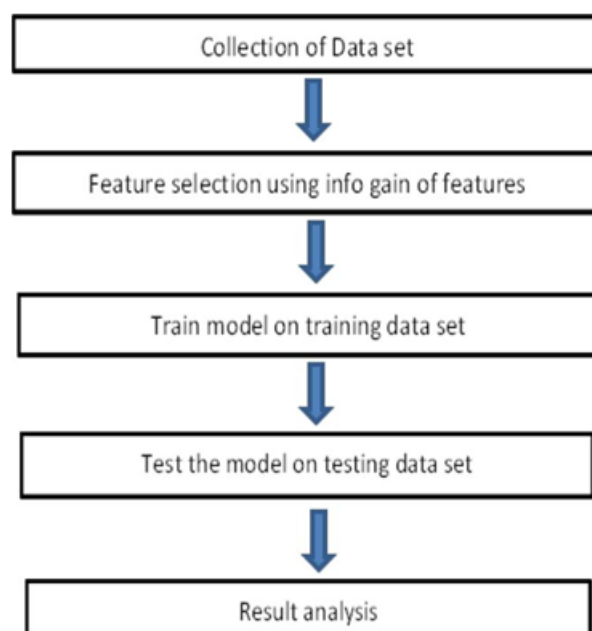 Collection of Data set
Feature selection using info gain of features
Train model on training data set
Test the model on testing data set
Result analysis